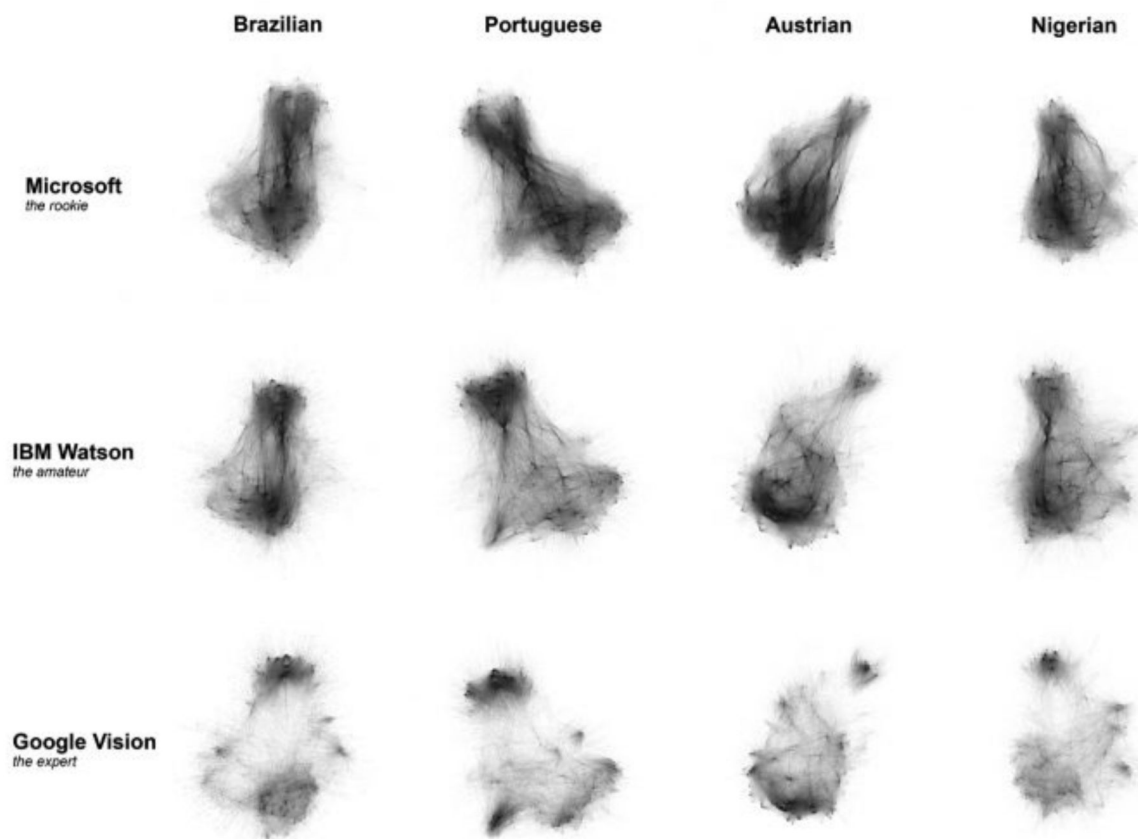 Brazilian
Portuguese
Austrian
Nigerian
Microsoft
the rookie
IBM Watson
the amateur
Google Vision
the expert